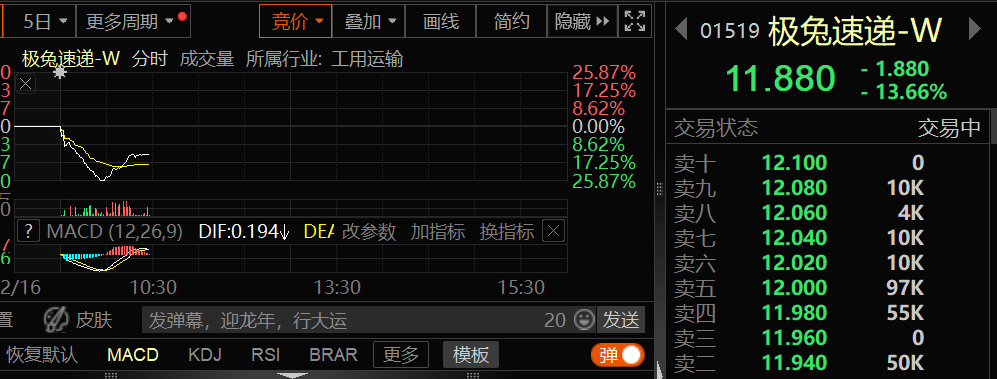 5日 更多周期 竞价 叠加 画线 简约 隐藏
极兔速递-W 分时 成交量 所属行业: 工用运输
0 25.87%
3 17.25%
7 8.62%
0 0.00%
3 8.62%
7 17.25%
0 25.87%
0
? MACD (12,26,9) DIF:0.194↓ DEA 改参数 加指标 换指标
7
6
2/16 10:30 13:30 15:30
置 皮肤 发弹幕，迎龙年，行大运 20 发送
恢复默认 MACD KDJ RSI BRAR 更多 模板 弹
01519 极兔速递-W
11.880
- 1.880
- 13.66%
交易状态 交易中
卖十 12.100 0
卖九 12.080 10K
卖八 12.060 4K
卖七 12.040 10K
卖六 12.020 10K
卖五 12.000 97K
卖四 11.980 55K
卖三 11.960 0
卖二 11.940 50K